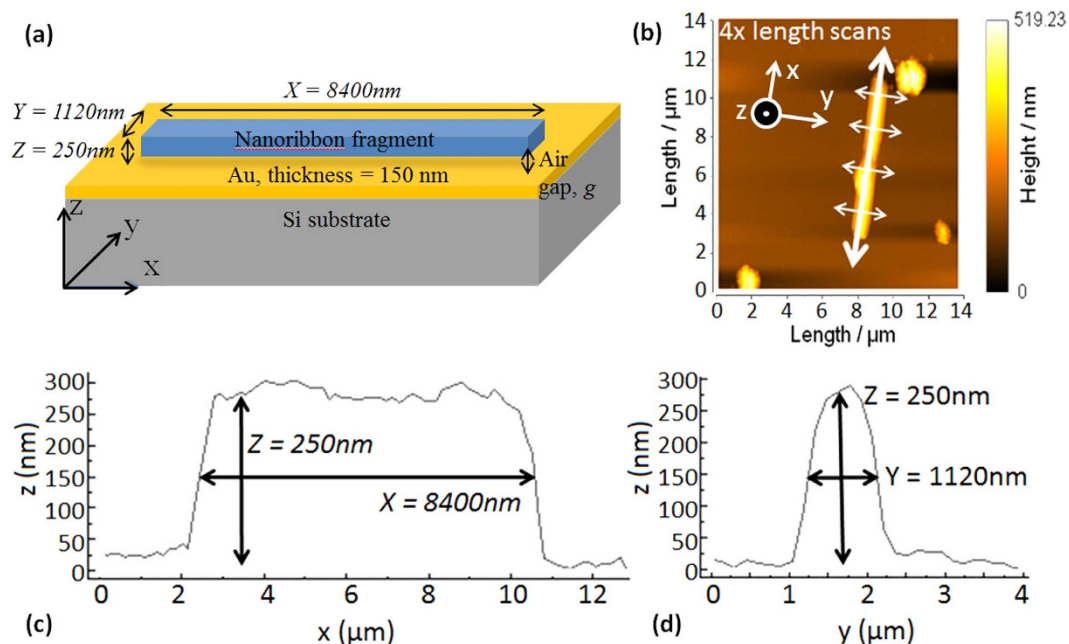 (a)
X = 8400nm
Y = 1120nm
Z = 250nm
Nanoribbon fragment
Air
gap, g
Au, thickness = 150 nm
Si substrate
Z
y
X
(b)
4x length scans
x
y
z
Length / µm
14
12
10
8
6
4
2
0
0 2 4 6 8 10 12 14
Length / µm
519.23
Height / nm
0
z (nm)
300
250
200
150
100
50
0
Z = 250nm
X = 8400nm
0 2 4 6 8 10 12
(c)
x (µm)
z (nm)
300
250
200
150
100
50
0
Z = 250nm
Y = 1120nm
0 1 2 3 4
(d)
y (µm)